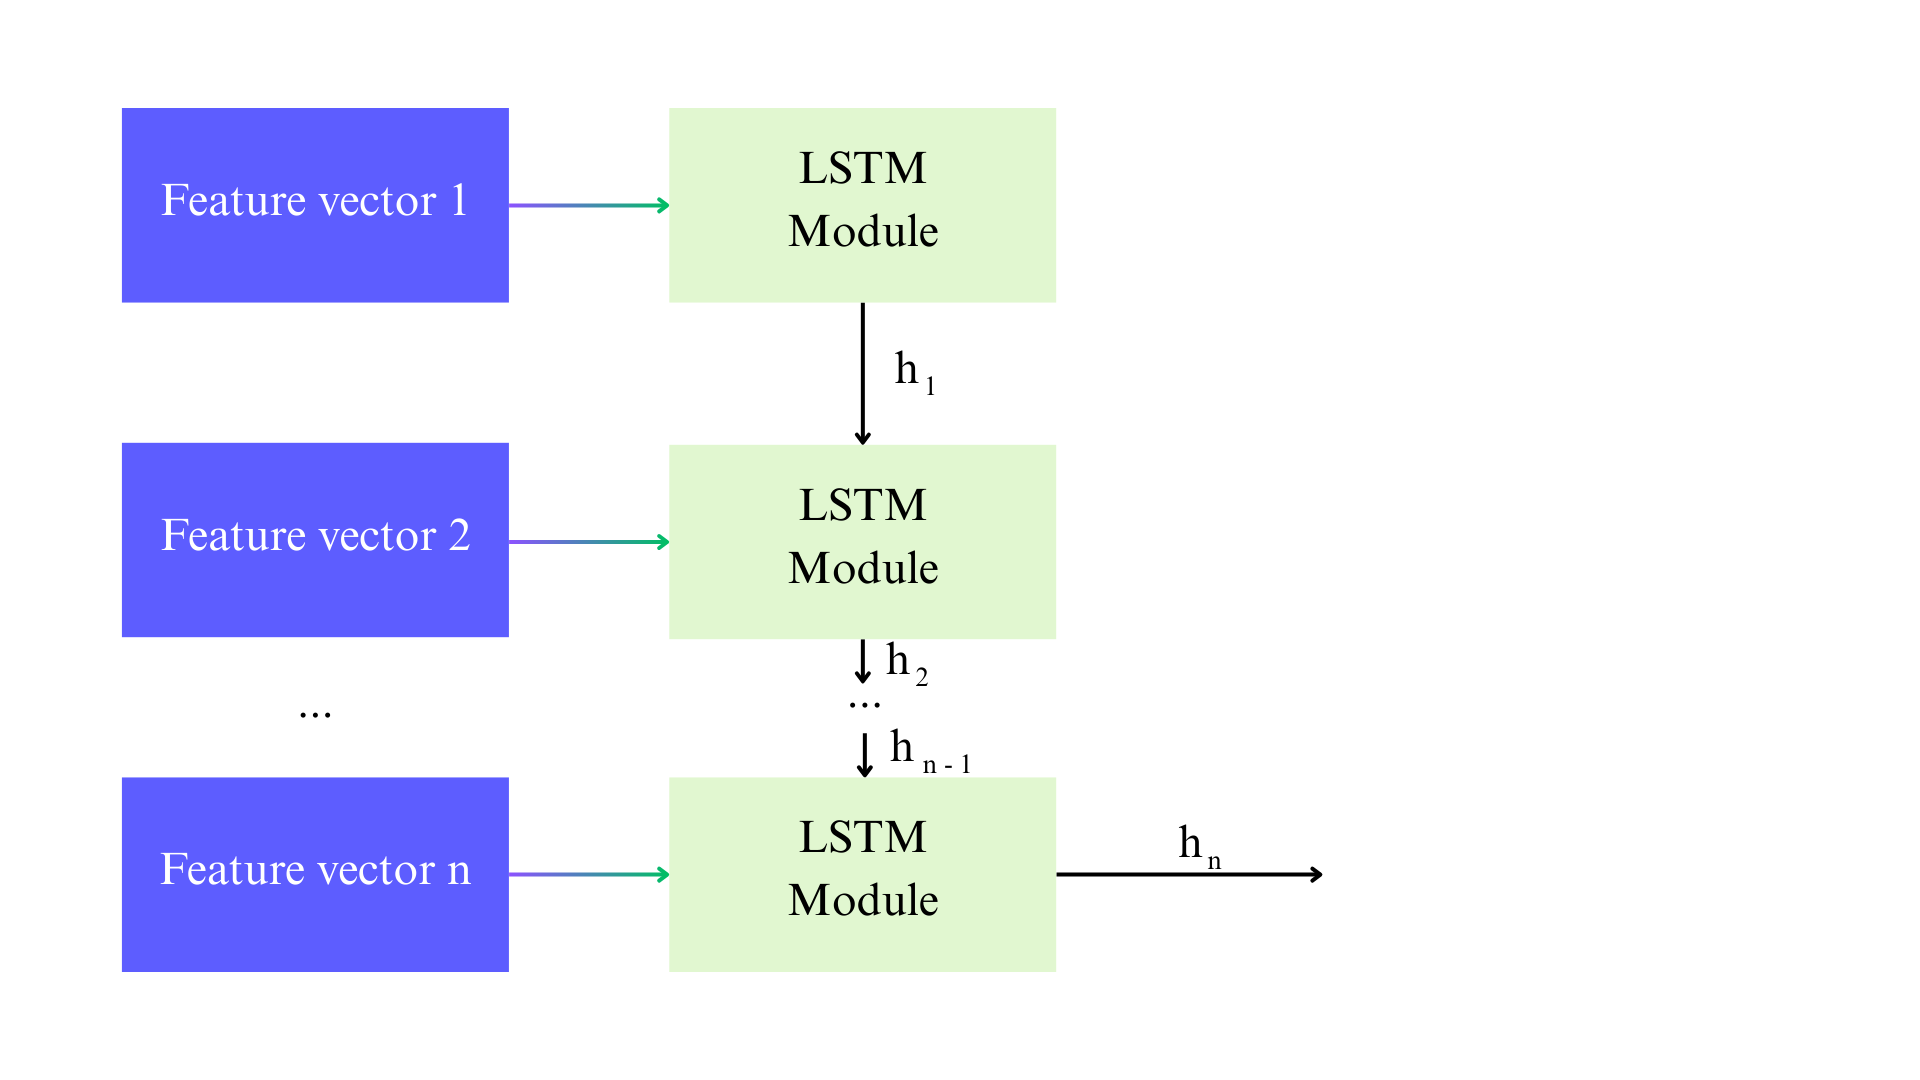 Feature vector 1
LSTM
Module
h 1
Feature vector 2
LSTM
Module
h 2
...
...
h n - 1
Feature vector n
LSTM
Module
h n